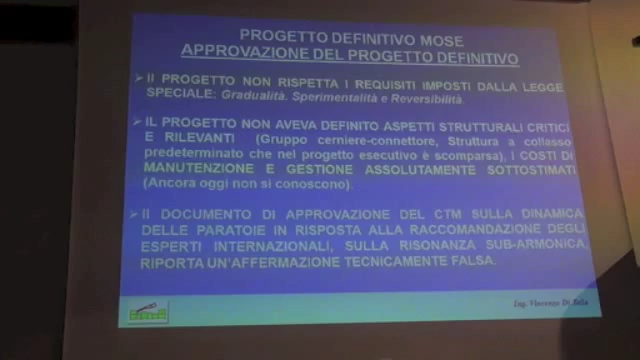 PROGETTO DEFINITIVO MOSE
APPROVAZIONE DEL PROGETTO DEFINITIVO
Il PROGETTO NON RISPETTA I REQUISITI IMPOSTI DALLA LEGGE
SPECIALE: Gradualità. Sperimentalità e Reversibilità.
IL PROGETTO NON AVEVA DEFINITO ASPETTI STRUTTURALI CRITICI
E RILEVANTI (Gruppo cerniere-connettore, Struttura a collasso
predeterminato che nel progetto esecutivo è scomparsa), I COSTI DI
MANUTENZIONE E GESTIONE ASSOLUTAMENTE SOTTOSTIMATI
(Ancora oggi non si conoscono).
Il DOCUMENTO DI APPROVAZIONE DEL CTM SULLA DINAMICA
DELLE PARATOIE IN RISPOSTA ALLA RACCOMANDAZIONE DEGLI
ESPERTI INTERNAZIONALI, SULLA RISONANZA SUB-ARMONICA,
RIPORTA UN'AFFERMAZIONE TECNICAMENTE FALSA.
Ing. Vincenzo Di Tella